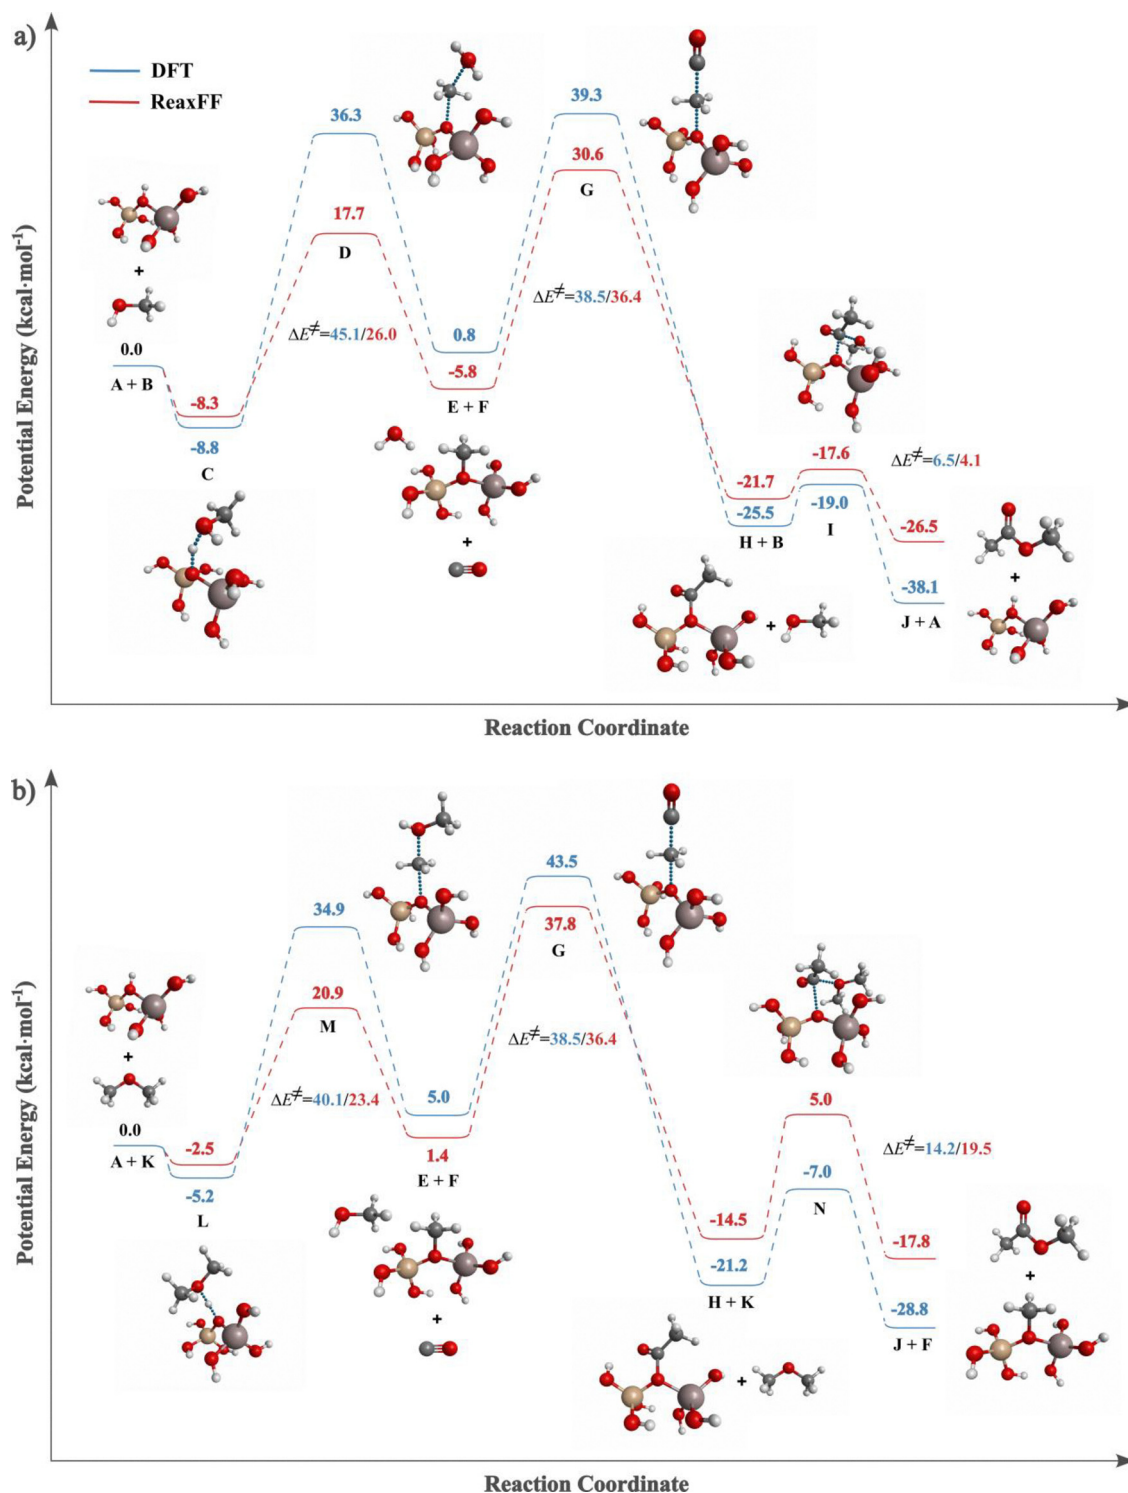 a)
DFT
ReaxFF
Potential Energy (kcal·mol⁻¹)
36.3
39.3
30.6
G
17.7
D
+
ΔE≠=38.5/36.4
ΔE≠=45.1/26.0
0.8
0.0
A + B
-5.8
E + F
-8.3
-8.8
C
-17.6
ΔE≠=6.5/4.1
-21.7
-25.5
-19.0
H + B
I
-26.5
+
+
-38.1
J + A
+
Reaction Coordinate
b)
Potential Energy (kcal·mol⁻¹)
43.5
34.9
37.8
G
20.9
M
ΔE≠=38.5/36.4
+
ΔE≠=40.1/23.4
5.0
5.0
0.0
A + K
-2.5
1.4
E + F
ΔE≠=14.2/19.5
-5.2
L
-7.0
N
-14.5
-17.8
-21.2
+
H + K
-28.8
J + F
+
+
Reaction Coordinate